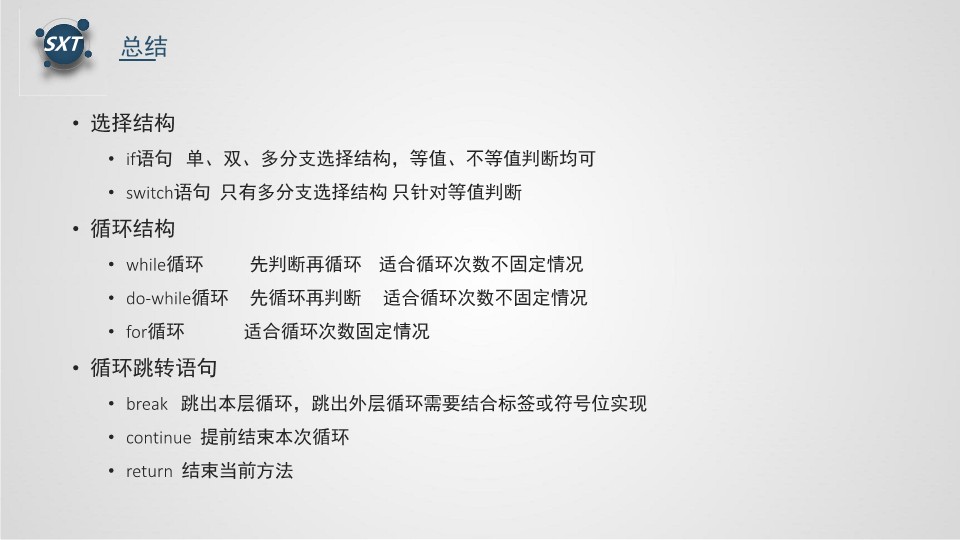 SXT
总结
• 选择结构
• if语句 单、双、多分支选择结构，等值、不等值判断均可
• switch语句 只有多分支选择结构 只针对等值判断
• 循环结构
• while循环 先判断再循环 适合循环次数不固定情况
• do-while循环 先循环再判断 适合循环次数不固定情况
• for循环 适合循环次数固定情况
• 循环跳转语句
• break 跳出本层循环，跳出外层循环需要结合标签或符号位实现
• continue 提前结束本次循环
• return 结束当前方法